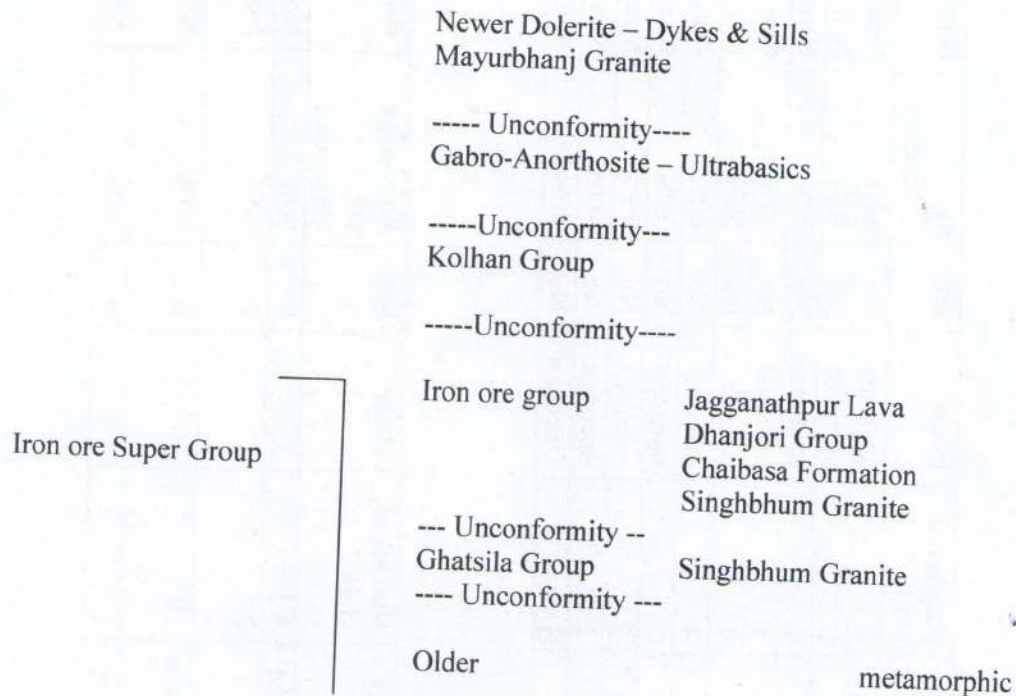 Newer Dolerite – Dykes & Sills
Mayurbhanj Granite
----- Unconformity----
Gabro-Anorthosite – Ultrabasics
-----Unconformity---
Kolhan Group
-----Unconformity----
Iron ore group Jagganathpur Lava
Dhanjori Group
Iron ore Super Group Chaibasa Formation
Singhbhum Granite
--- Unconformity --
Ghatsila Group Singhbhum Granite
---- Unconformity ---
Older metamorphic